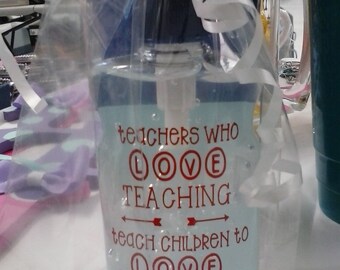 teachers who
LOVE
TEACHING
teach CHILDREN to
LOVE